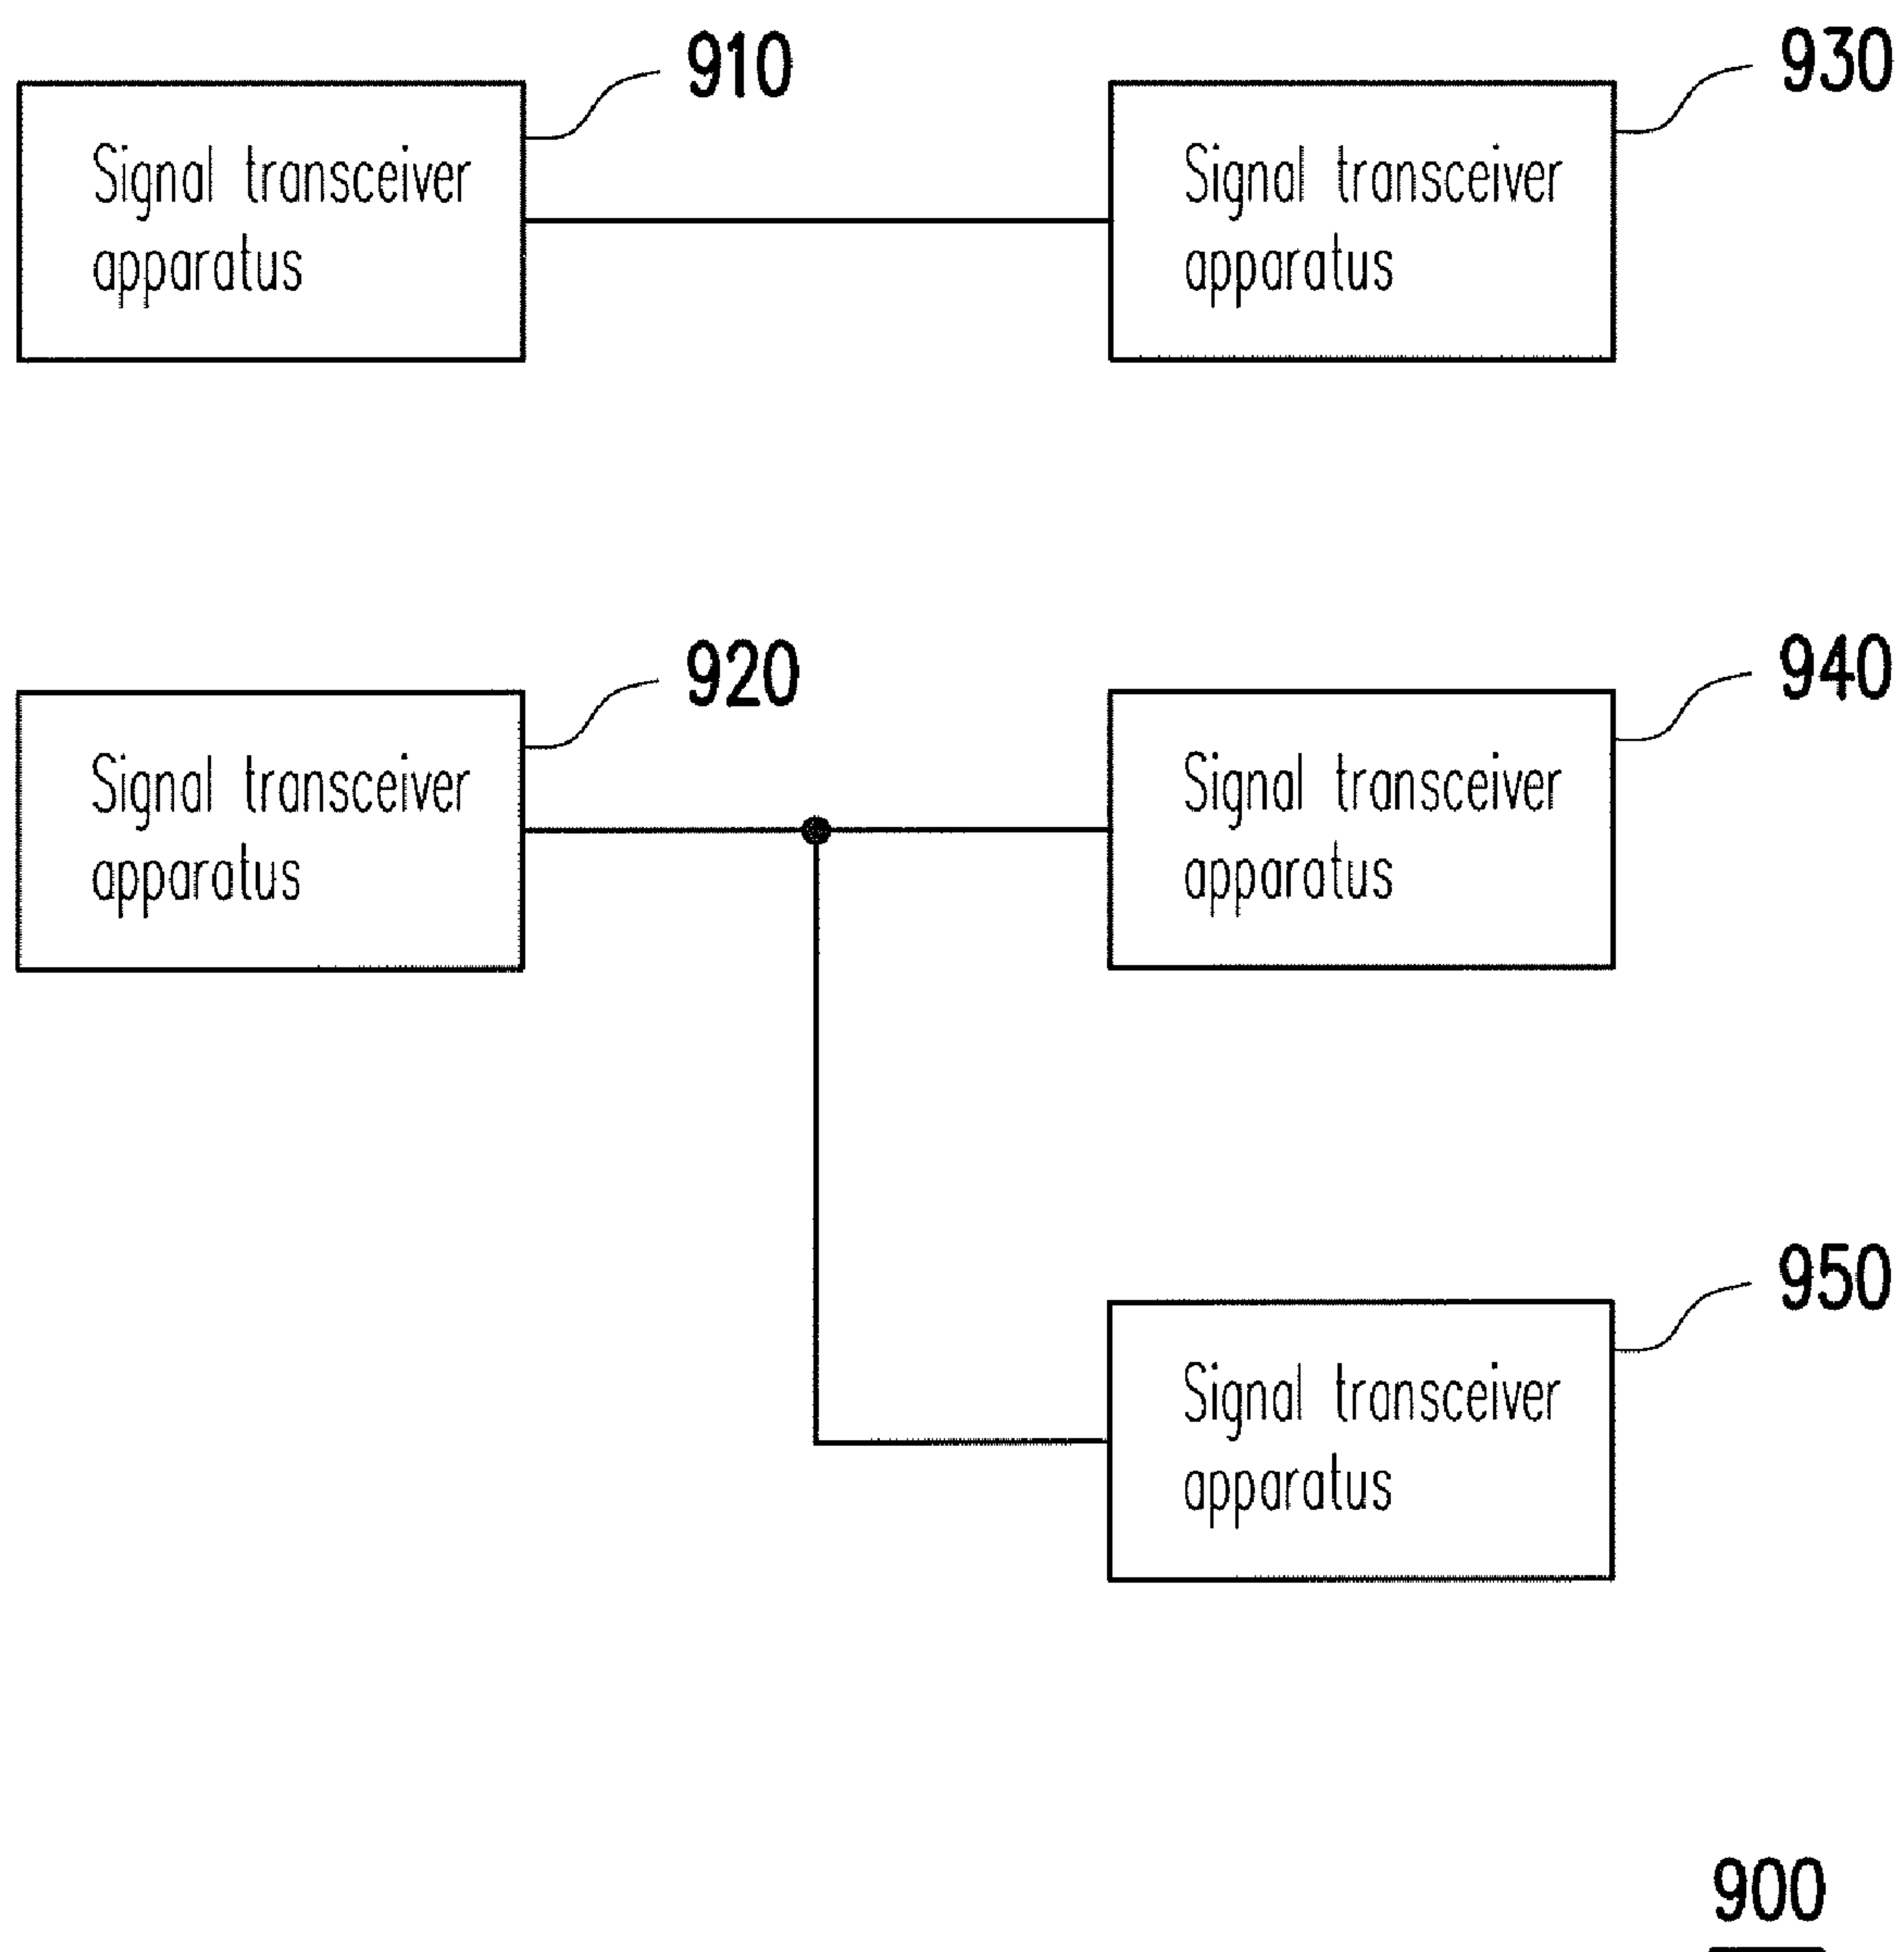 910
Signal transceiver
apparatus
930
Signal transceiver
apparatus
920
Signal transceiver
apparatus
940
Signal transceiver
apparatus
950
Signal transceiver
apparatus
900